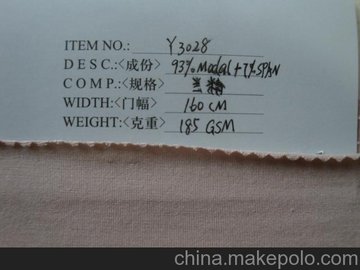 ITEM NO.: Y3028
DESC.:<成份> 93% Modal+7%SPAN
COMP.:<规格>
WIDTH:<门幅> 160 CM
WEIGHT:<克重> 185 GSM
china.makepolo.com